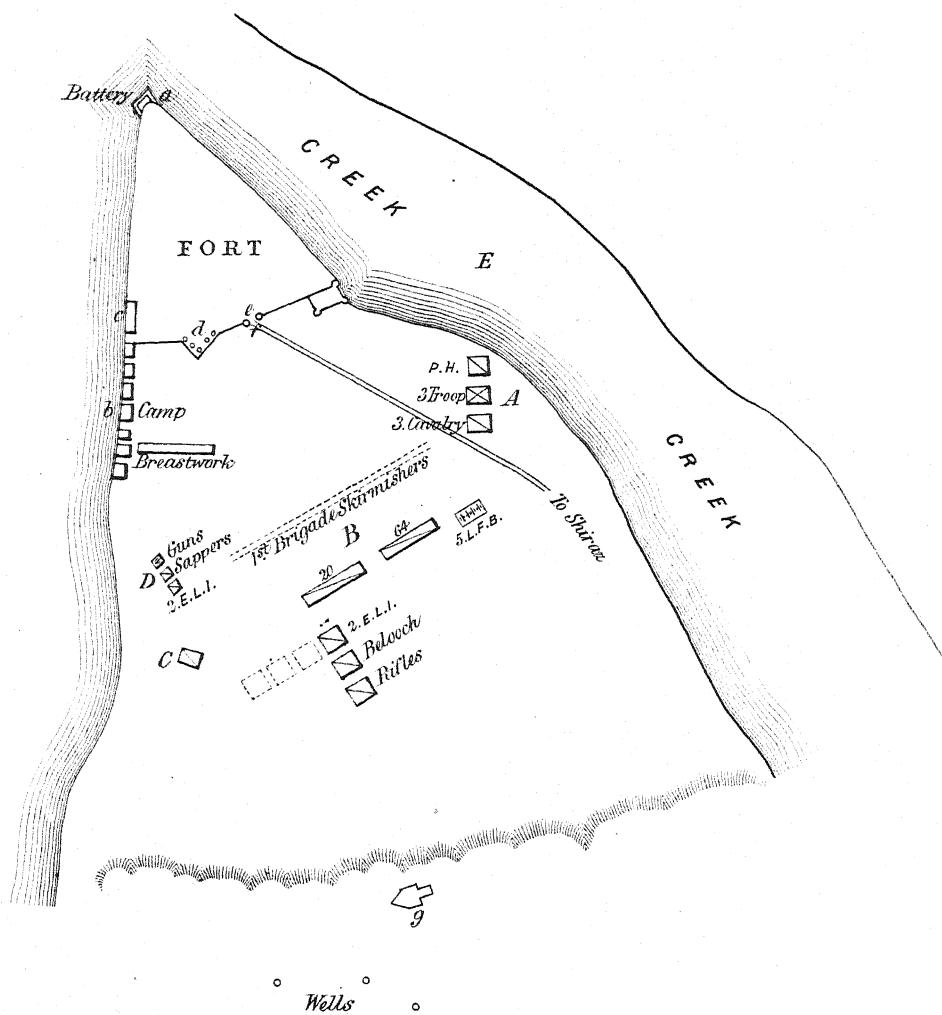 Battery a
CREEK
FORT
E
c
d
e
f
P.H.
3 Troop A
3. Cavalry
b Camp
Breastwork
CREEK
1st Brigade Skirmishers
To Shiraz
B 64
5.L.F.B.
Guns
Sappers
D
2.E.L.I.
20
2.E.L.I.
Belooch
Rifles
C
9
Wells